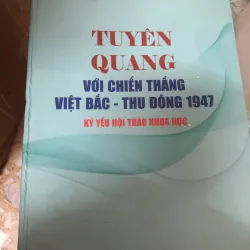 TUYÊN
QUANG
VỚI CHIẾN THẮNG
VIỆT BẮC - THU ĐÔNG 1947
KỶ YẾU HỘI THẢO KHOA HỌC